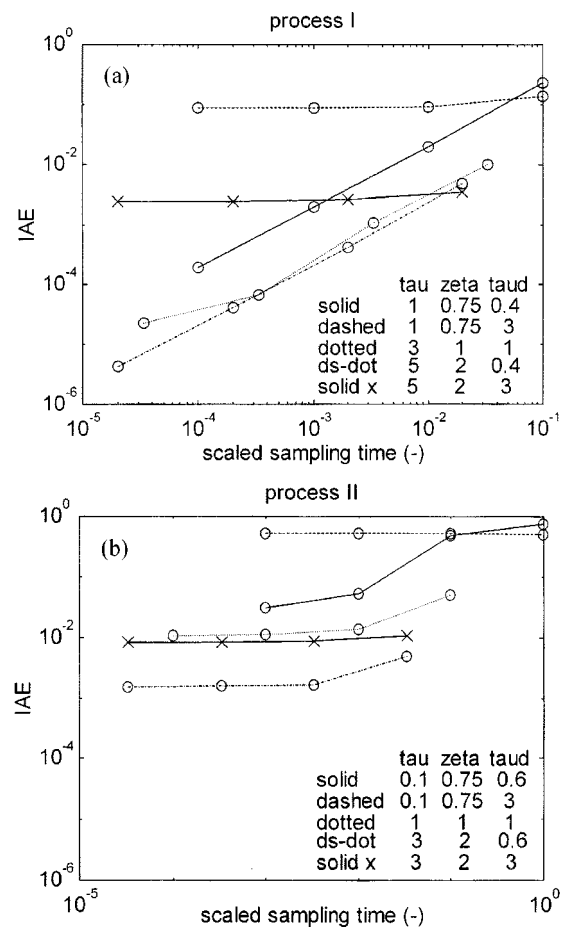 process I
(a)
10^0
10^-2
10^-4
10^-6
IAE
tau zeta taud
solid 1 0.75 0.4
dashed 1 0.75 3
dotted 3 1 1
ds-dot 5 2 0.4
solid x 5 2 3
10^-5 10^-4 10^-3 10^-2 10^-1
scaled sampling time (-)
process II
(b)
10^0
10^-2
10^-4
10^-6
IAE
tau zeta taud
solid 0.1 0.75 0.6
dashed 0.1 0.75 3
dotted 1 1 1
ds-dot 3 2 0.6
solid x 3 2 3
10^-5 10^0
scaled sampling time (-)